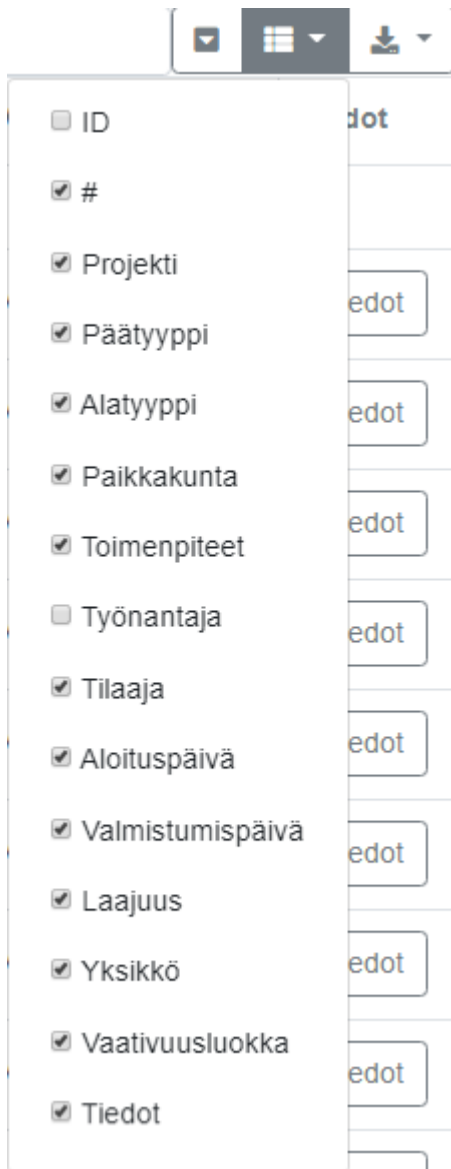 ID
dot
#
Projekti
edot
Päätyyppi
Alatyyppi
edot
Paikkakunta
edot
Toimenpiteet
Työnantaja
edot
Tilaaja
edot
Aloituspäivä
Valmistumispäivä
edot
Laajuus
Yksikkö
edot
Vaativuusluokka
edot
Tiedot